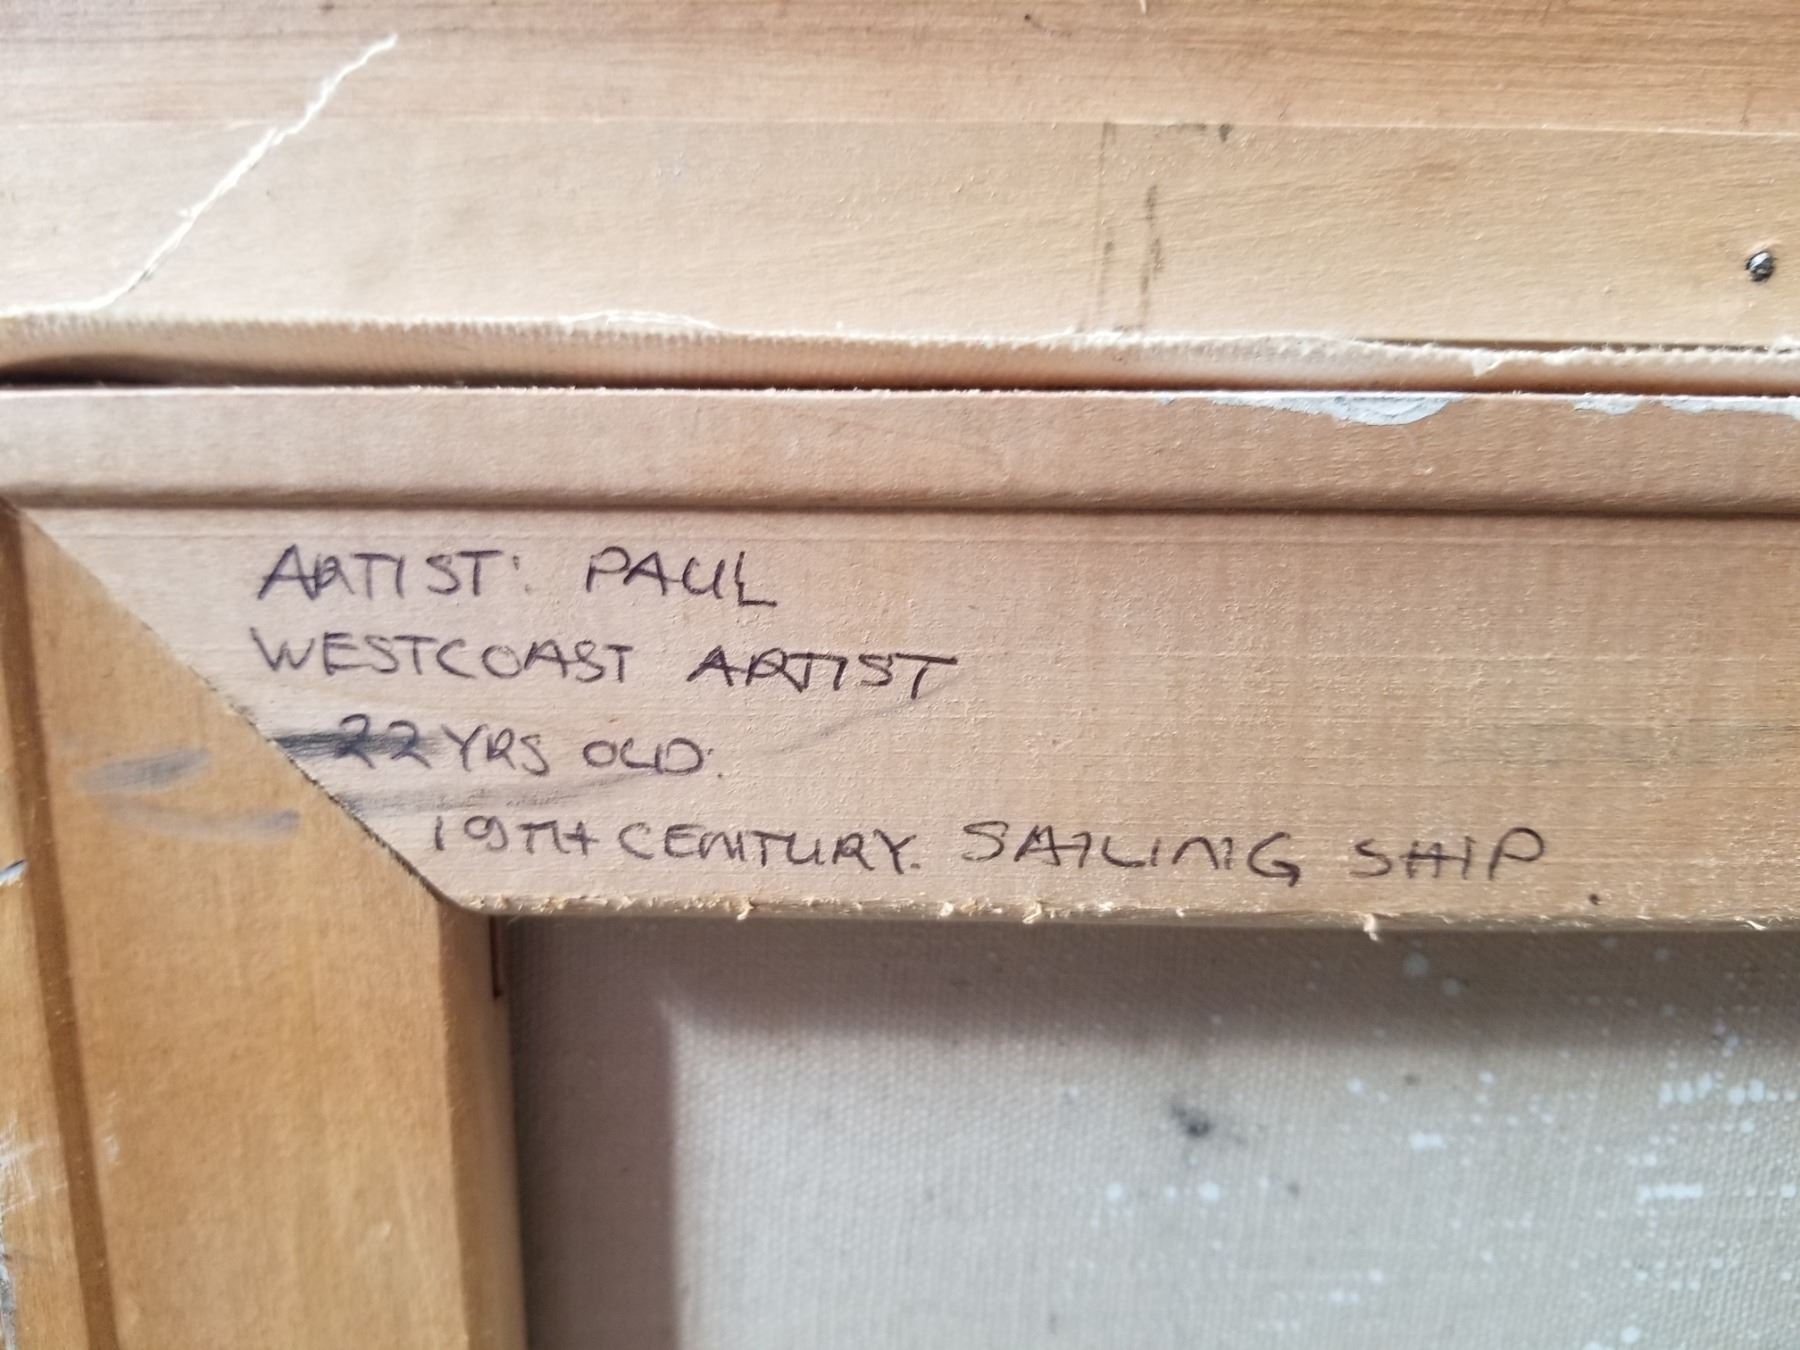 ARTIST: PAUL
WESTCOAST ARTIST
22 YRS OLD.
19TH CENTURY. SAILING SHIP.